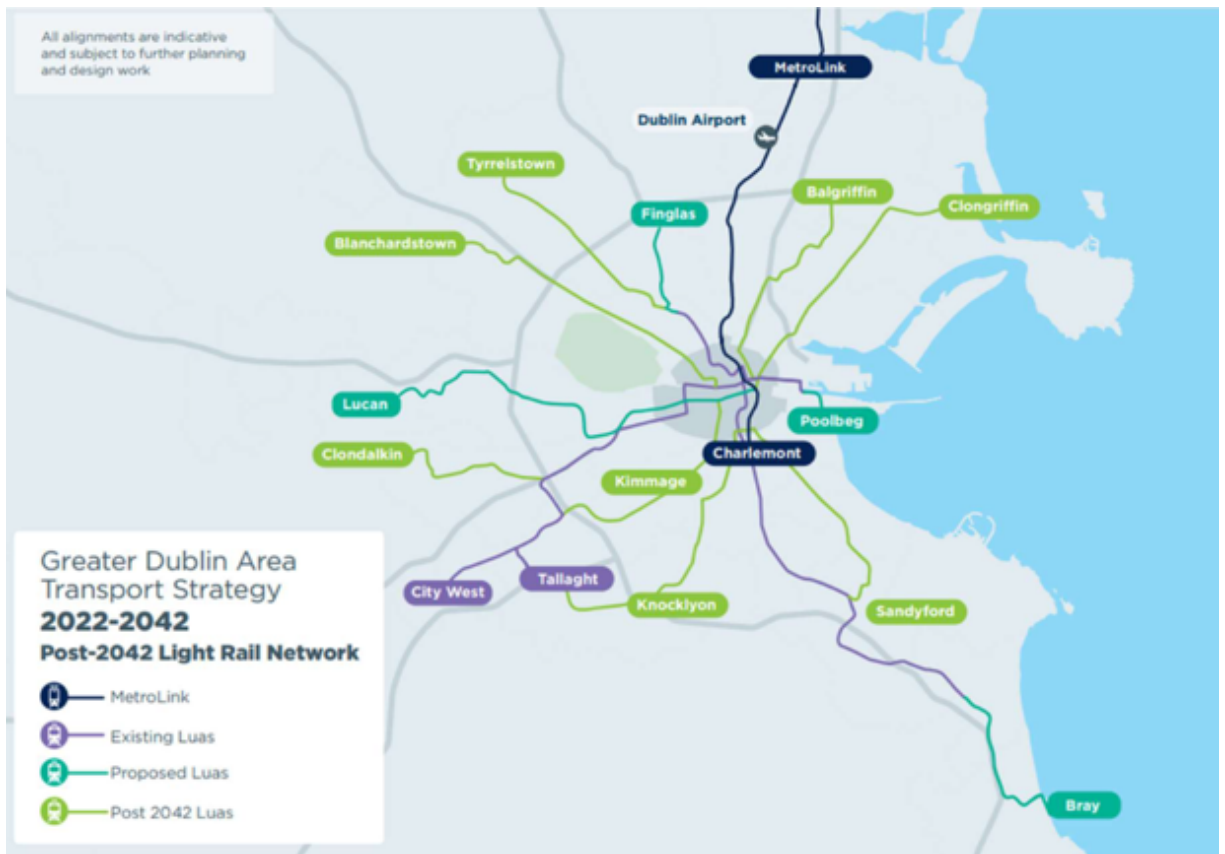 All alignments are indicative
and subject to further planning
and design work
MetroLink
Dublin Airport
Tyrrelstown
Balgriffin
Clongriffin
Finglas
Blanchardstown
Lucan
Poolbeg
Clondalkin
Charlemont
Kimmage
City West
Tallaght
Knocklyon
Sandyford
Bray
Greater Dublin Area
Transport Strategy
2022-2042
Post-2042 Light Rail Network
MetroLink
Existing Luas
Proposed Luas
Post 2042 Luas